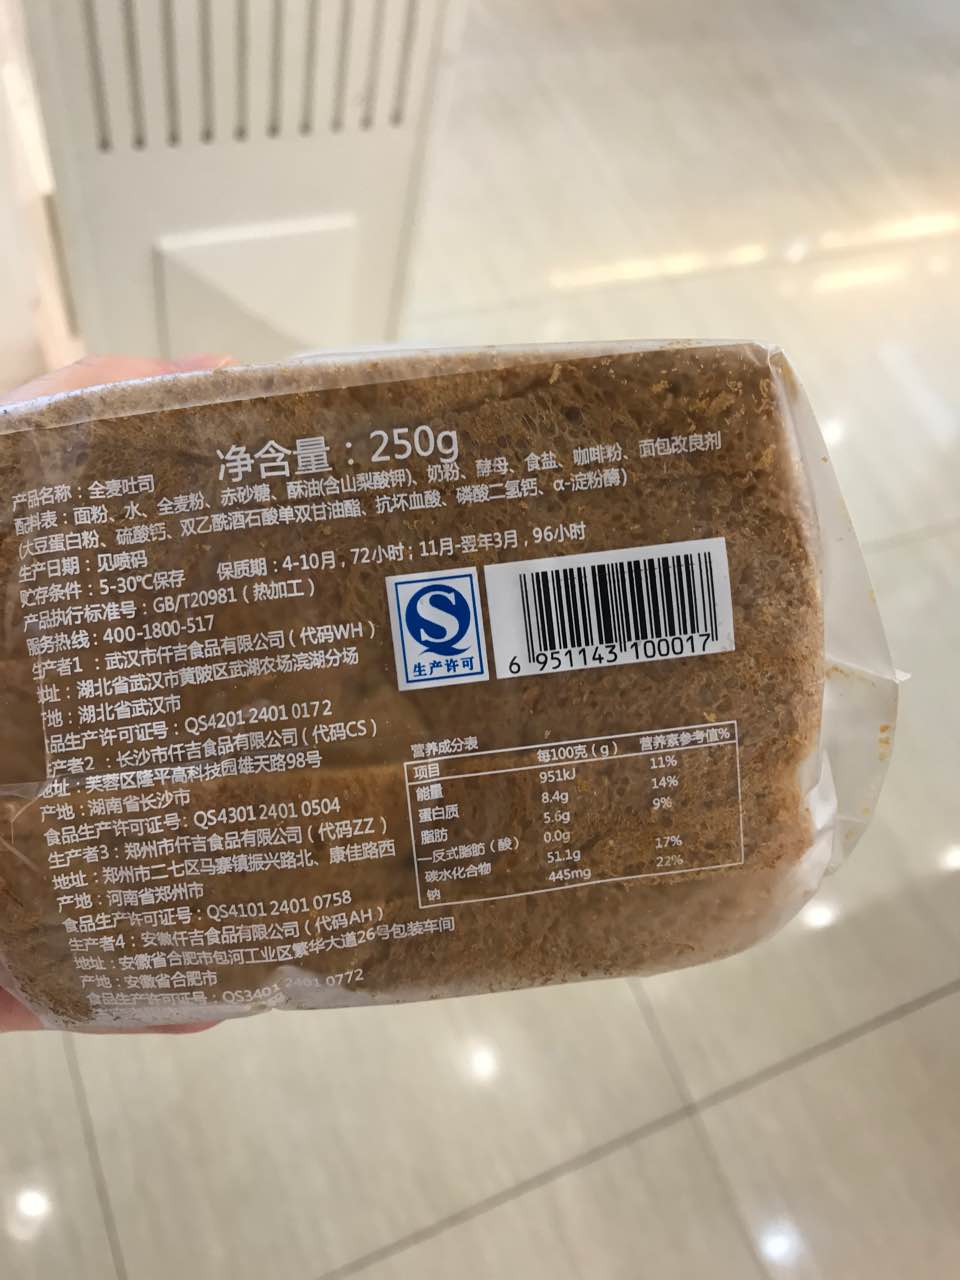 净含量：250g
产品名称：全麦吐司
配料表：面粉、水、全麦粉、赤砂糖、酥油(含山梨酸钾)、奶粉、酵母、食盐、咖啡粉、面包改良剂
(大豆蛋白粉、硫酸钙、双乙酰酒石酸单双甘油酯、抗坏血酸、磷酸二氢钙、α-淀粉酶)
生产日期：见喷码
贮存条件：5-30℃保存 保质期：4-10月，72小时；11月-翌年3月，96小时
产品执行标准号：GB/T20981（热加工）
服务热线：400-1800-517
生产者1：武汉市仟吉食品有限公司（代码WH）
址：湖北省武汉市黄陂区武湖农场滨湖分场
地：湖北省武汉市
品生产许可证号：QS4201 2401 0172
产者2：长沙市仟吉食品有限公司（代码CS）
地址：芙蓉区隆平高科技园雄天路98号
产地：湖南省长沙市
食品生产许可证号：QS4301 2401 0504
生产者3：郑州市仟吉食品有限公司（代码ZZ）
地址：郑州市二七区马寨镇振兴路北、康佳路西
产地：河南省郑州市
食品生产许可证号：QS4101 2401 0758
生产者4：安徽仟吉食品有限公司（代码AH）
地址：安徽省合肥市包河工业区繁华大道26号包装车间
产地：安徽省合肥市
食品生产许可证号：QS3401 2401 0772
S
生产许可
6 951143 100017
营养成分表
项目 每100克（g） 营养素参考值%
能量 951kJ 11%
蛋白质 8.4g 14%
脂肪 5.6g 9%
—反式脂肪（酸） 0.0g
碳水化合物 51.1g 17%
钠 445mg 22%